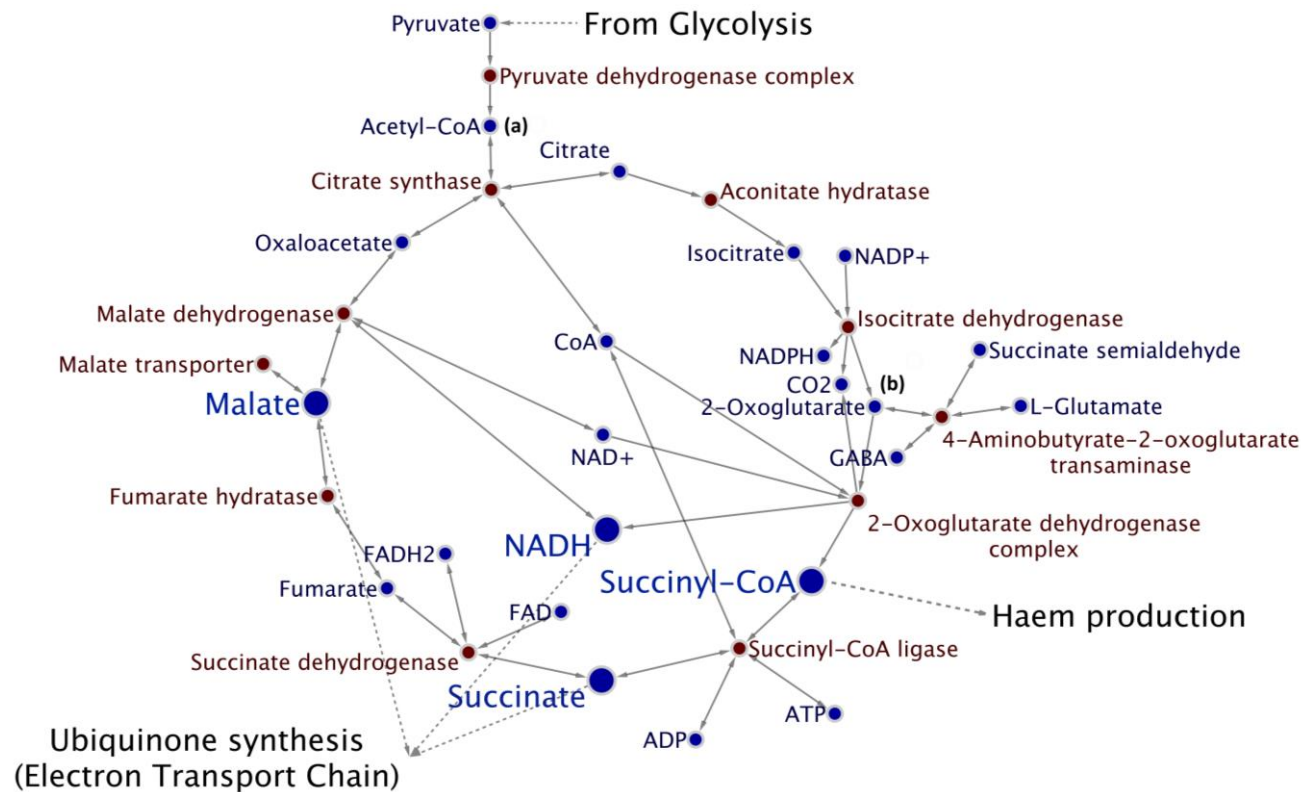 Pyruvate
From Glycolysis
Pyruvate dehydrogenase complex
Acetyl-CoA
(a)
Citrate
Citrate synthase
Aconitate hydratase
Oxaloacetate
Isocitrate
NADP+
Malate dehydrogenase
Isocitrate dehydrogenase
CoA
NADPH
Succinate semialdehyde
Malate transporter
CO2
(b)
Malate
2-Oxoglutarate
L-Glutamate
NAD+
GABA
4-Aminobutyrate-2-oxoglutarate
transaminase
Fumarate hydratase
2-Oxoglutarate dehydrogenase
complex
NADH
FADH2
Succinyl-CoA
Fumarate
FAD
Haem production
Succinate dehydrogenase
Succinyl-CoA ligase
Succinate
ATP
ADP
Ubiquinone synthesis
(Electron Transport Chain)